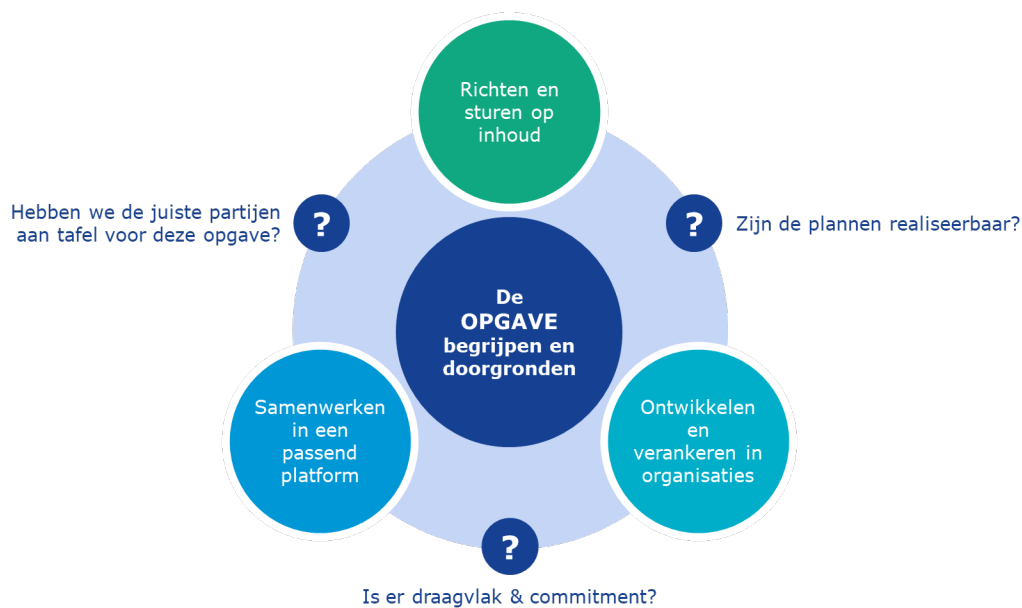 Richten en
sturen op
inhoud
Hebben we de juiste partijen
aan tafel voor deze opgave?
?
?
Zijn de plannen realiseerbaar?
De
OPGAVE
begrijpen en
doorgronden
Samenwerken
in een
passend
platform
Ontwikkelen
en
verankeren in
organisaties
?
Is er draagvlak & commitment?